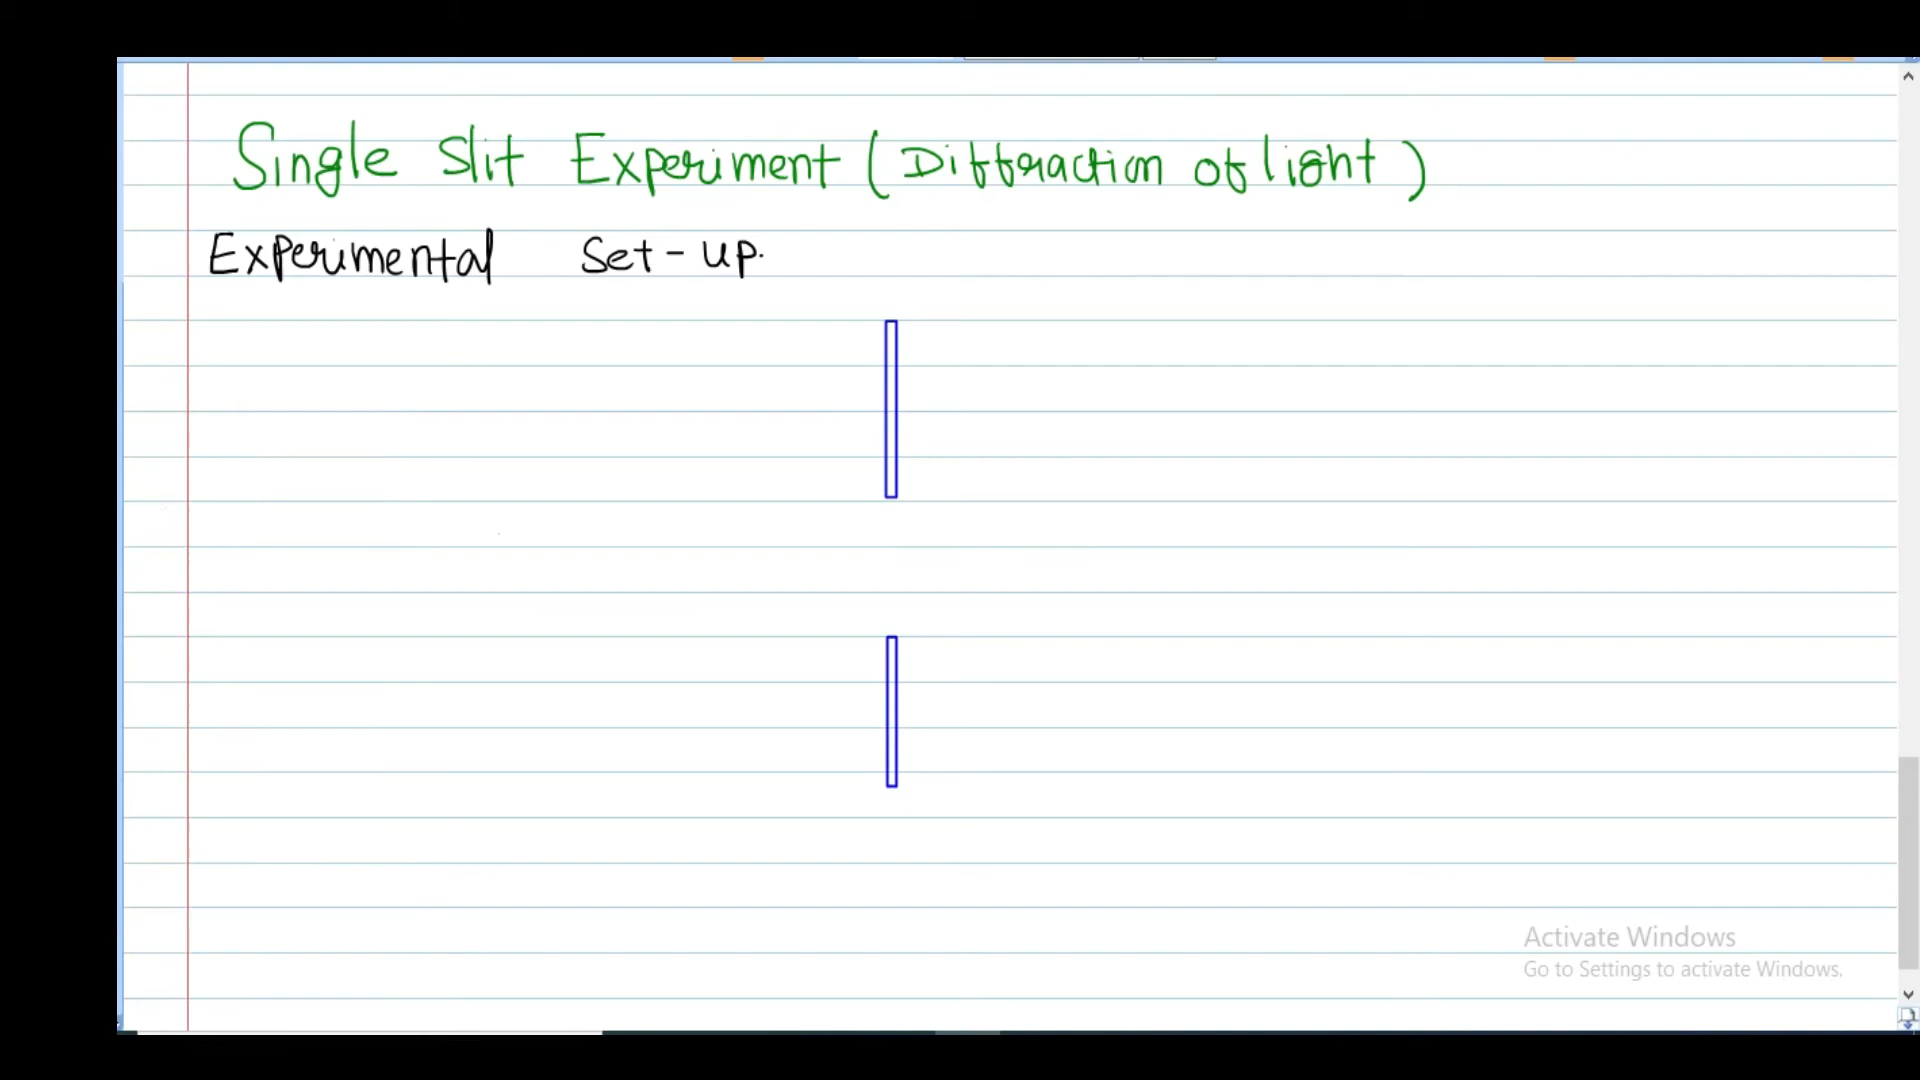 Single Slit Experiment (Diffraction of light)
Experimental Set-up.
Activate Windows
Go to Settings to activate Windows.